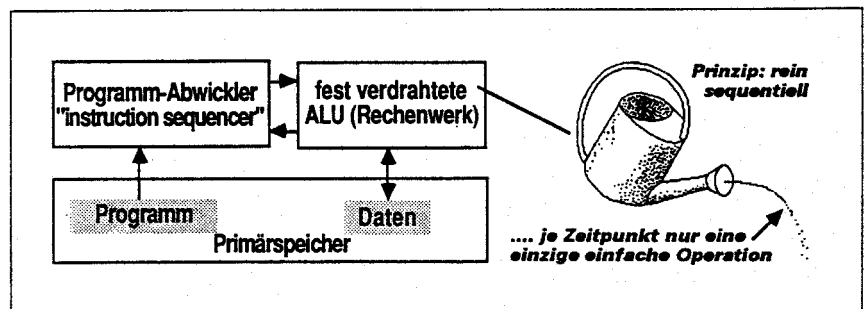 Programm-Abwickler
"instruction sequencer"
fest verdrahtete
ALU (Rechenwerk)
Prinzip: rein
sequentiell
Programm
Daten
Primärspeicher
.... je Zeitpunkt nur eine
einzige einfache Operation